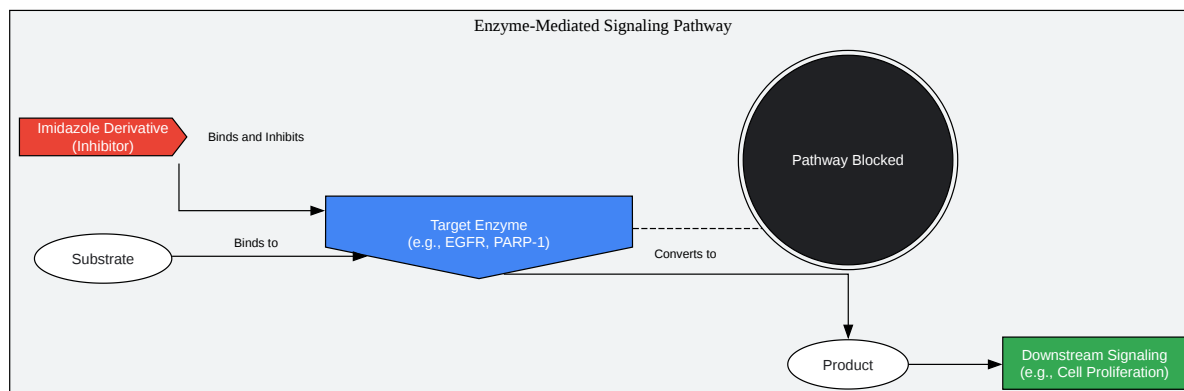 Enzyme-Mediated Signaling Pathway
Imidazole Derivative
(Inhibitor)
Binds and Inhibits
Pathway Blocked
Target Enzyme
(e.g., EGFR, PARP-1)
Binds to
Substrate
Converts to
Product
Downstream Signaling
(e.g., Cell Proliferation)